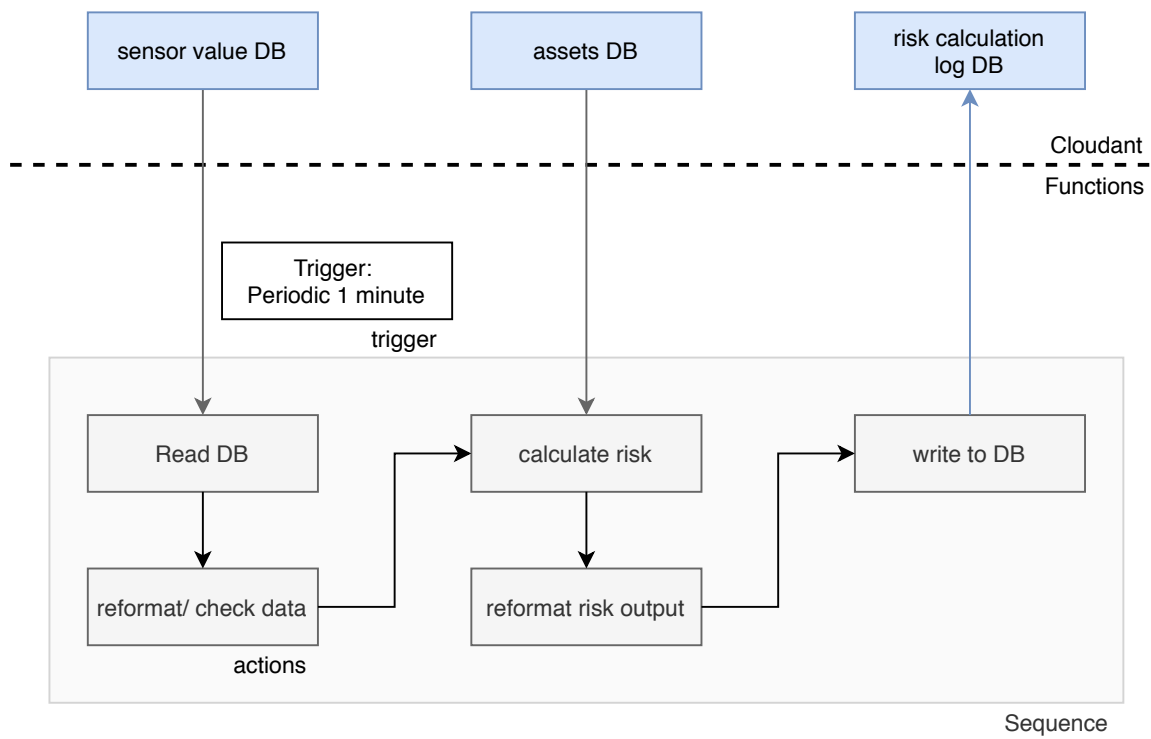 sensor value DB
assets DB
risk calculation
log DB
Cloudant
Functions
Trigger:
Periodic 1 minute
trigger
Read DB
calculate risk
write to DB
reformat/ check data
reformat risk output
actions
Sequence